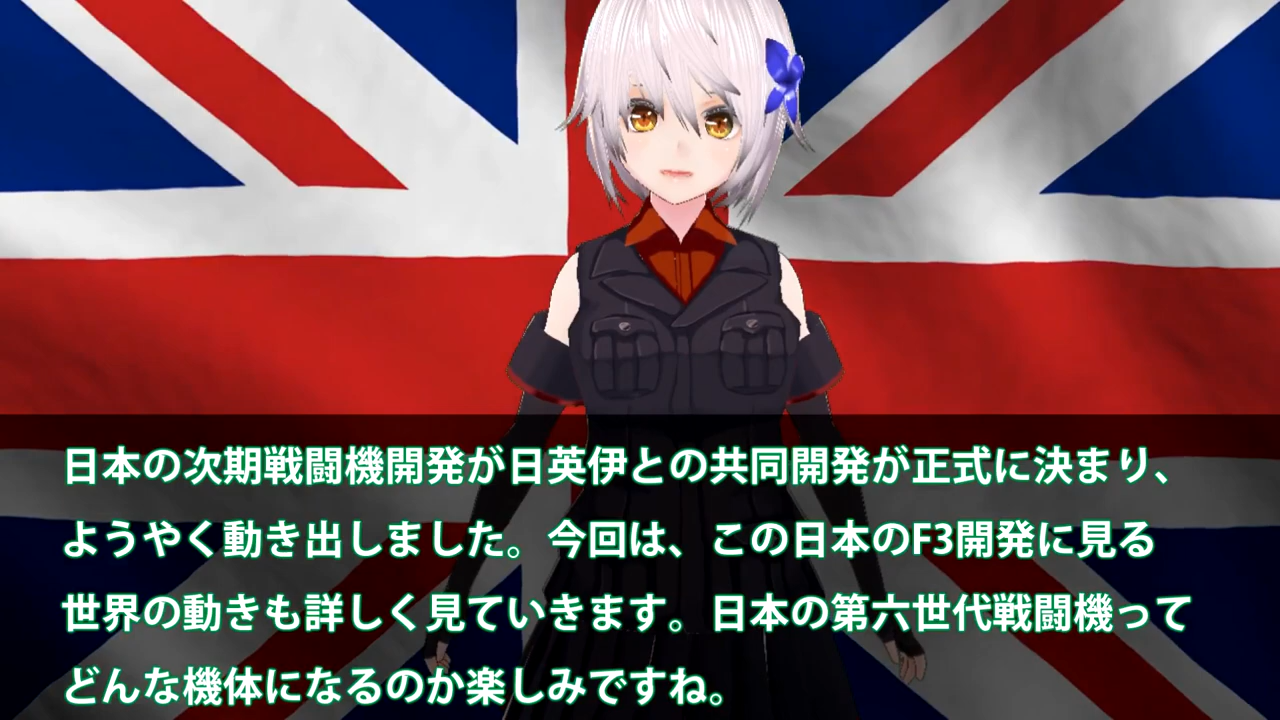 日本の次期戦闘機開発が日英伊との共同開発が正式に決まり、
ようやく動き出しました。今回は、この日本のF3開発に見る
世界の動きも詳しく見ていきます。日本の第六世代戦闘機って
どんな機体になるのか楽しみですね。